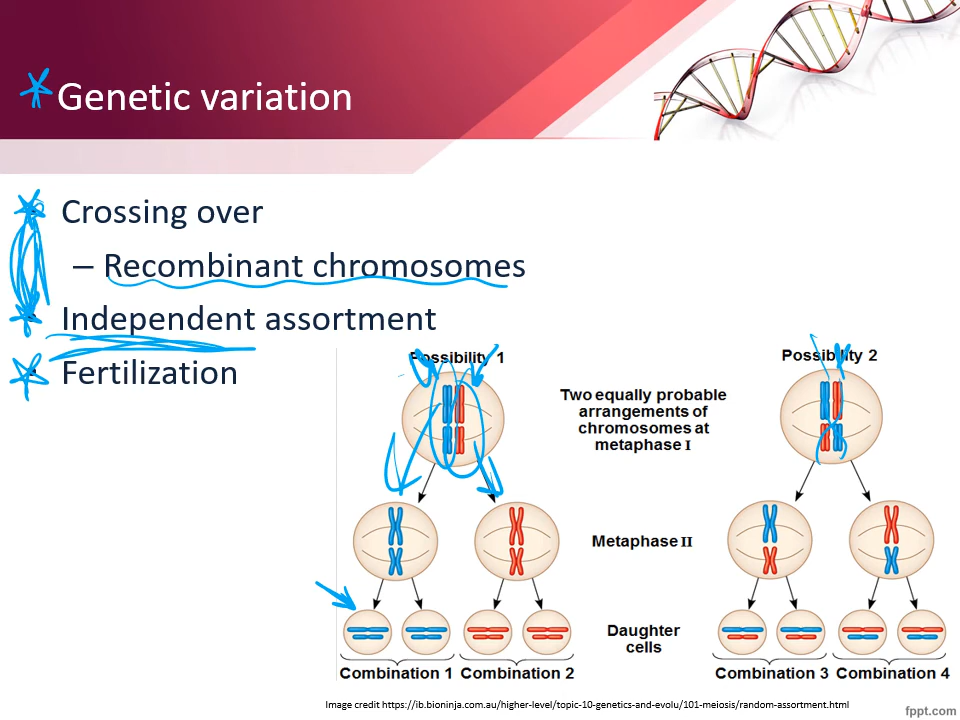 Genetic variation
• Crossing over
– Recombinant chromosomes
• Independent assortment
• Fertilization
Possibility 1
Possibility 2
Two equally probable
arrangements of
chromosomes at
metaphase I
Metaphase II
Daughter
cells
Combination 1
Combination 2
Combination 3
Combination 4
Image credit https://ib.bioninja.com.au/higher-level/topic-10-genetics-and-evolu/101-meiosis/random-assortment.html
fppt.com